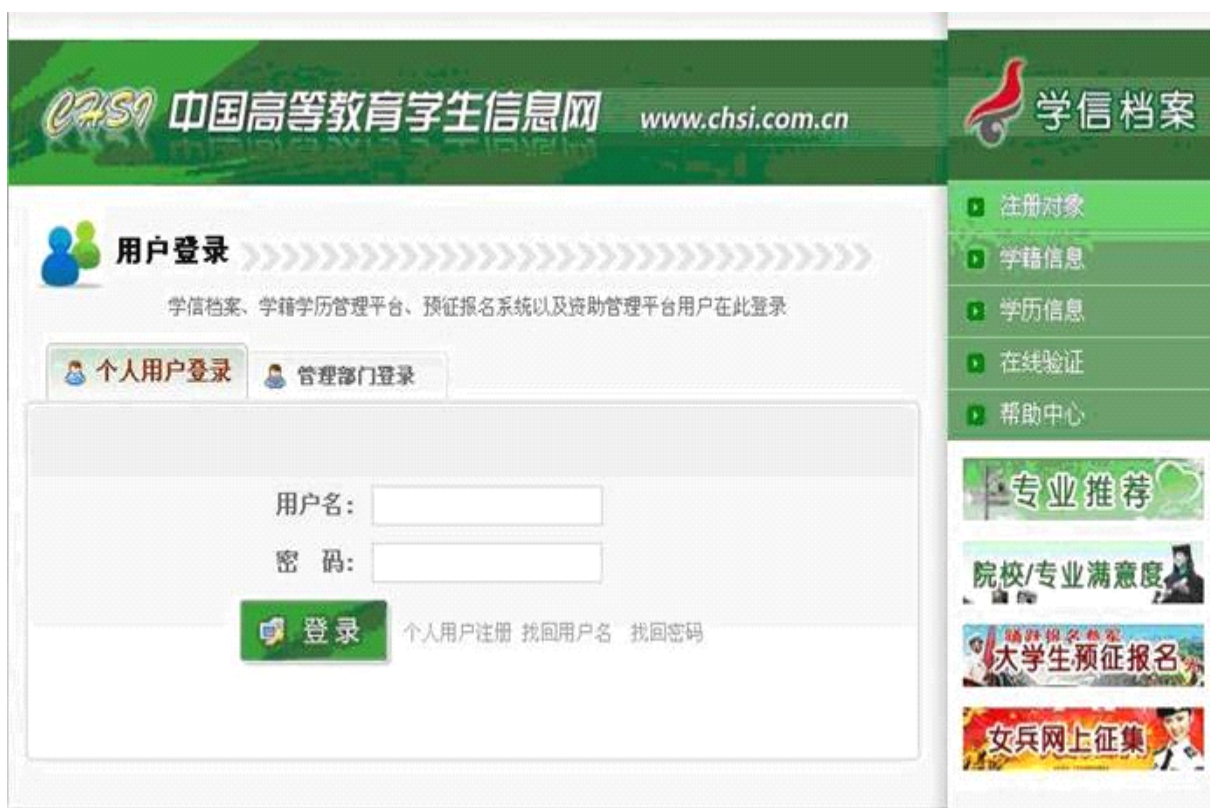 CHSI 中国高等教育学生信息网 www.chsi.com.cn
用户登录
学信档案、学籍学历管理平台、预征报名系统以及资助管理平台用户在此登录
个人用户登录 管理部门登录
用户名:
密 码:
登录 个人用户注册 找回用户名 找回密码
学信档案
注册对象
学籍信息
学历信息
在线验证
帮助中心
专业推荐
院校/专业满意度
踊跃报名参军
大学生预征报名
女兵网上征集